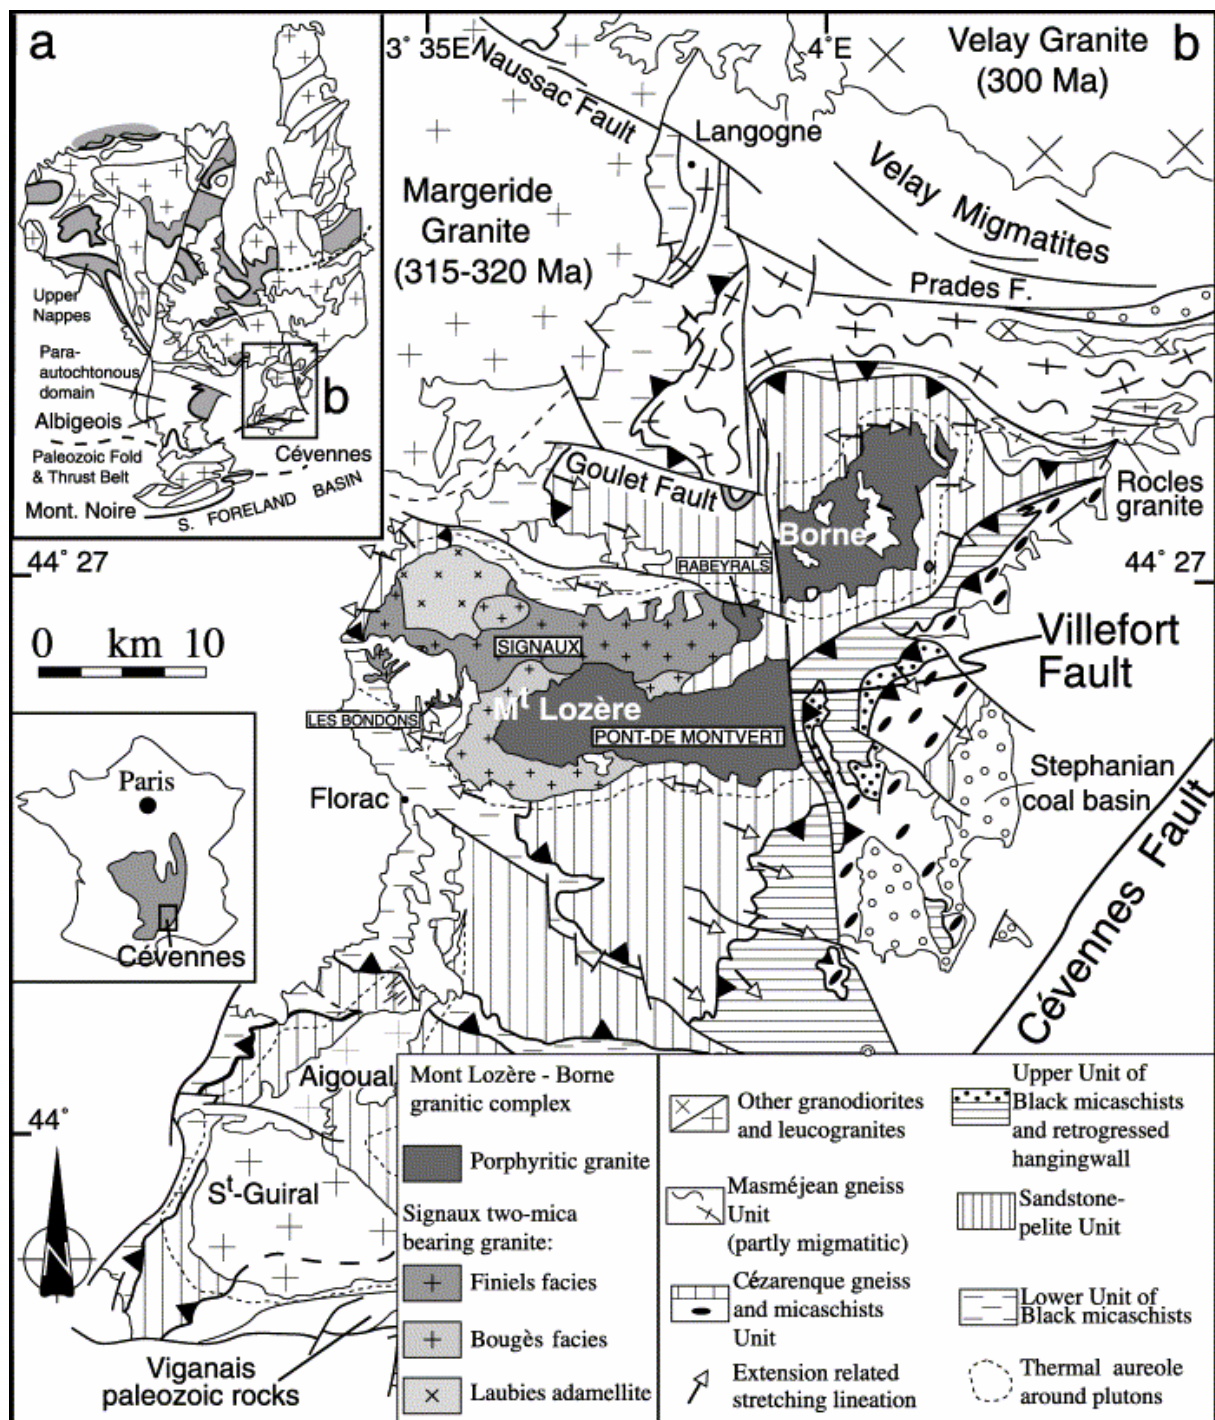 a
Upper
Nappes
Para-
autochtonous
domain
Albigeois
Paleozoic Fold
& Thrust Belt
Mont. Noire
S. FORELAND BASIN
Cévennes
b
3° 35E
4°E
b
Velay Granite
(300 Ma)
Naussac Fault
Langogne
Velay Migmatites
Margeride
Granite
(315-320 Ma)
Prades F.
Goulet Fault
Rocles
granite
Borne
RABEYRALS
44° 27
44° 27
0 km 10
SIGNAUX
Villefort
Fault
Mt Lozère
LES BONDONS
PONT-DE MONTVERT
Florac
Stephanian
coal basin
Cévennes Fault
Paris
Cévennes
Aigoual
44°
St-Guiral
N
Viganais
paleozoic rocks
Mont Lozère - Borne
granitic complex
Porphyritic granite
Signaux two-mica
bearing granite:
Finiels facies
Bougès facies
Laubies adamellite
Other granodiorites
and leucogranites
Masméjean gneiss
Unit
(partly migmatitic)
Cézarenque gneiss
and micaschists
Unit
Extension related
stretching lineation
Upper Unit of
Black micaschists
and retrogressed
hangingwall
Sandstone-
pelite Unit
Lower Unit of
Black micaschists
Thermal aureole
around plutons